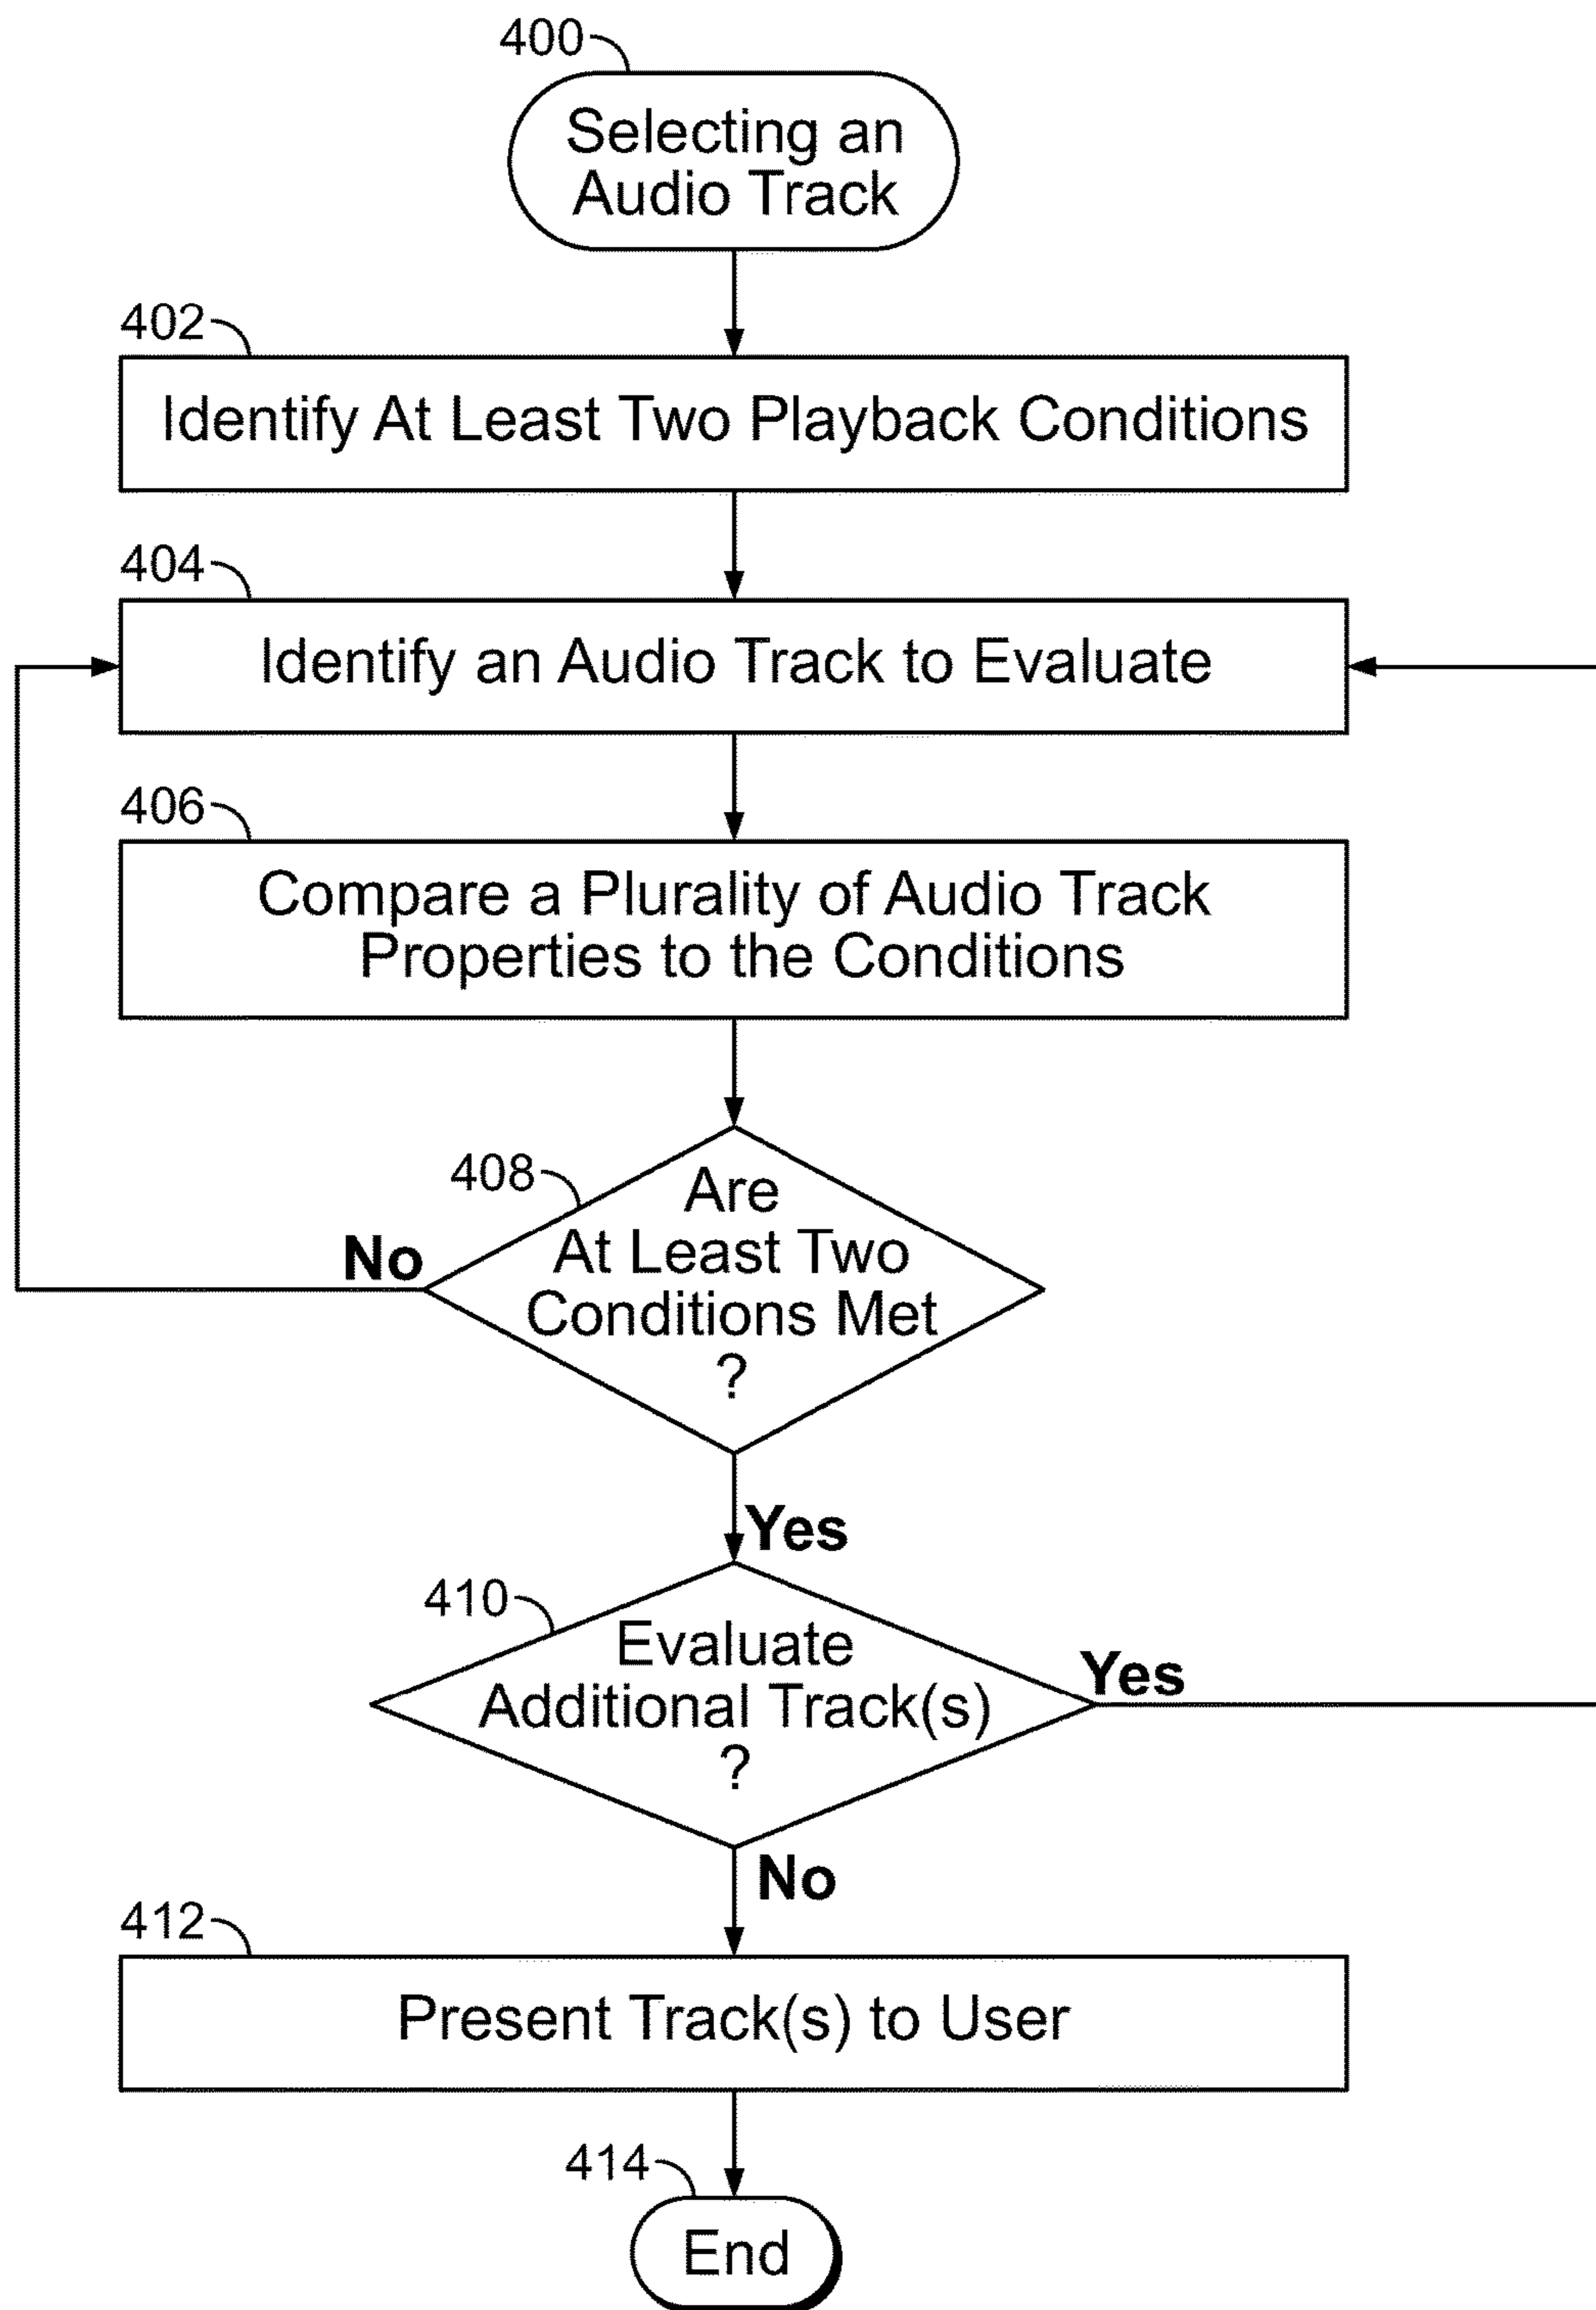 400
Selecting an
Audio Track
402
Identify At Least Two Playback Conditions
404
Identify an Audio Track to Evaluate
406
Compare a Plurality of Audio Track
Properties to the Conditions
408
Are
At Least Two
Conditions Met
?
No
Yes
410
Evaluate
Additional Track(s)
?
Yes
No
412
Present Track(s) to User
414
End